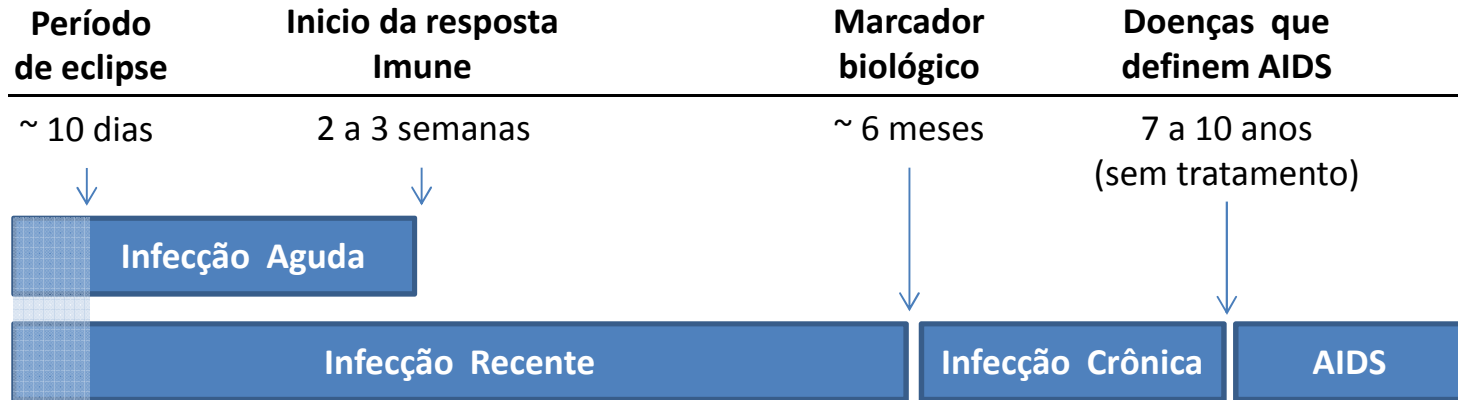 Período
de eclipse
Inicio da resposta
Imune
Marcador
biológico
Doenças que
definem AIDS
~ 10 dias
2 a 3 semanas
~ 6 meses
7 a 10 anos
(sem tratamento)
Infecção Aguda
Infecção Recente
Infecção Crônica
AIDS